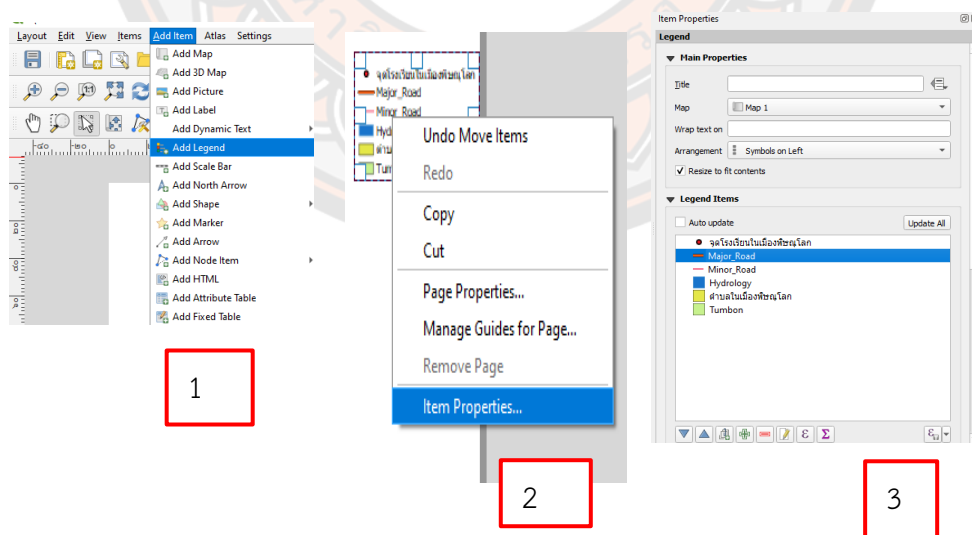 Layout Edit View Items Add Item Atlas Settings
Add Map
Add 3D Map
Add Picture
Add Label
Add Dynamic Text
Add Legend
Add Scale Bar
Add North Arrow
Add Shape
Add Marker
Add Arrow
Add Node Item
Add HTML
Add Attribute Table
Add Fixed Table
1
จุดโรงเรียนในเมืองพิษณุโลก
Major_Road
Minor_Road
Hyd
ตำบ
Tum
Undo Move Items
Redo
Copy
Cut
Page Properties...
Manage Guides for Page...
Remove Page
Item Properties...
2
Item Properties
Legend
Main Properties
Title
Map Map 1
Wrap text on
Arrangement Symbols on Left
Resize to fit contents
Legend Items
Auto update Update All
จุดโรงเรียนในเมืองพิษณุโลก
Major_Road
Minor_Road
Hydrology
ตำบลในเมืองพิษณุโลก
Tumbon
3